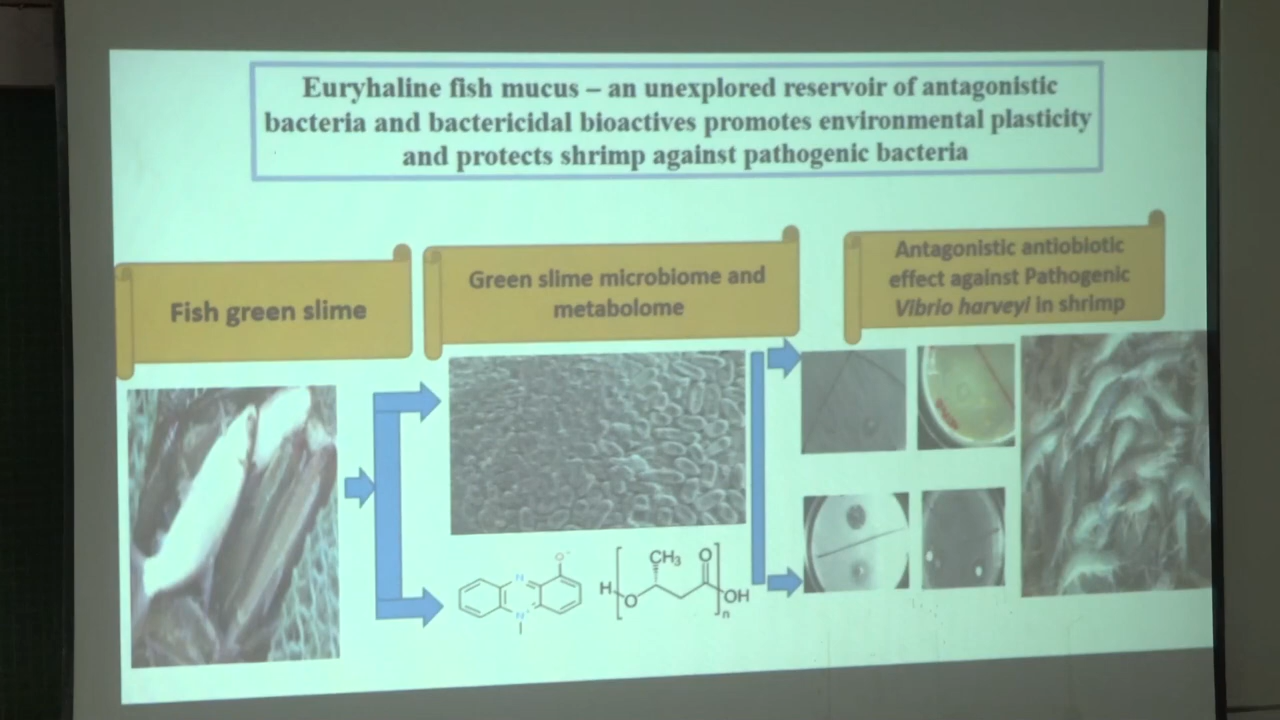 Euryhaline fish mucus – an unexplored reservoir of antagonistic
bacteria and bactericidal bioactives promotes environmental plasticity
and protects shrimp against pathogenic bacteria
Fish green slime
Green slime microbiome and
metabolome
Antagonistic antiobiotic
effect against Pathogenic
Vibrio harveyi in shrimp
O-
N
N
CH3 O
H O OH
n